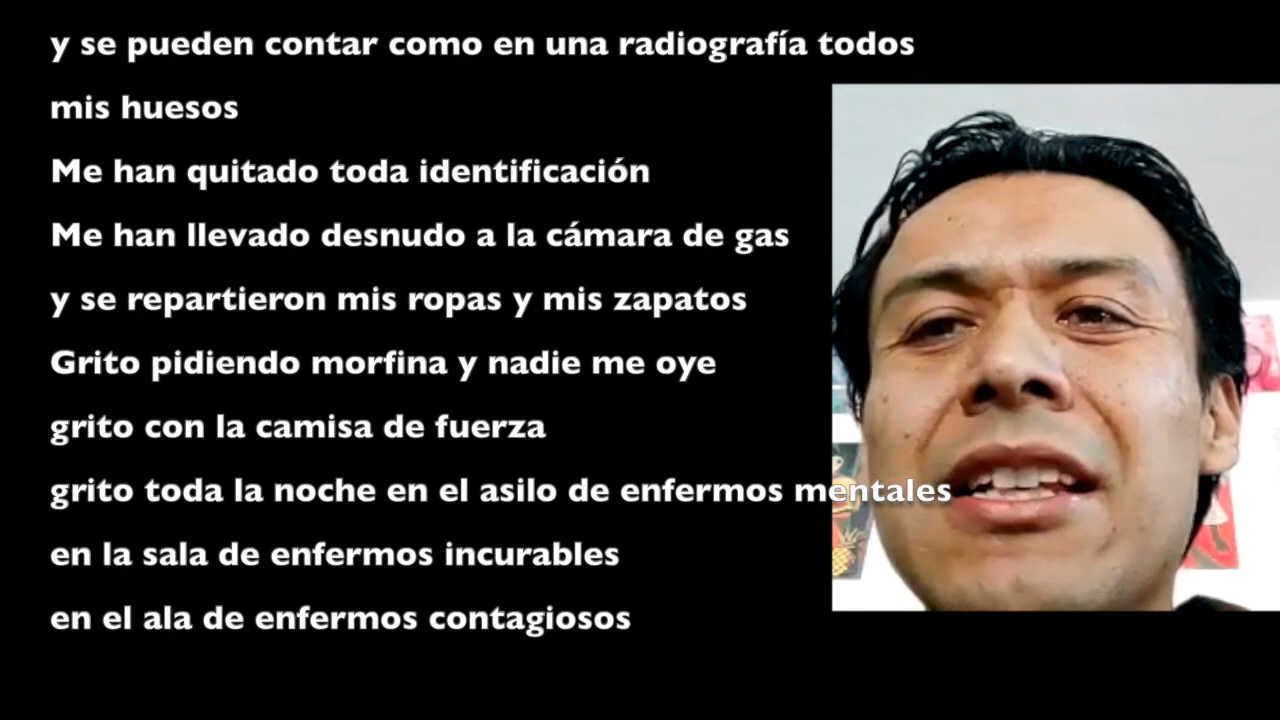 y se pueden contar como en una radiografía todos
mis huesos
Me han quitado toda identificación
Me han llevado desnudo a la cámara de gas
y se repartieron mis ropas y mis zapatos
Grito pidiendo morfina y nadie me oye
grito con la camisa de fuerza
grito toda la noche en el asilo de enfermos mentales
en la sala de enfermos incurables
en el ala de enfermos contagiosos